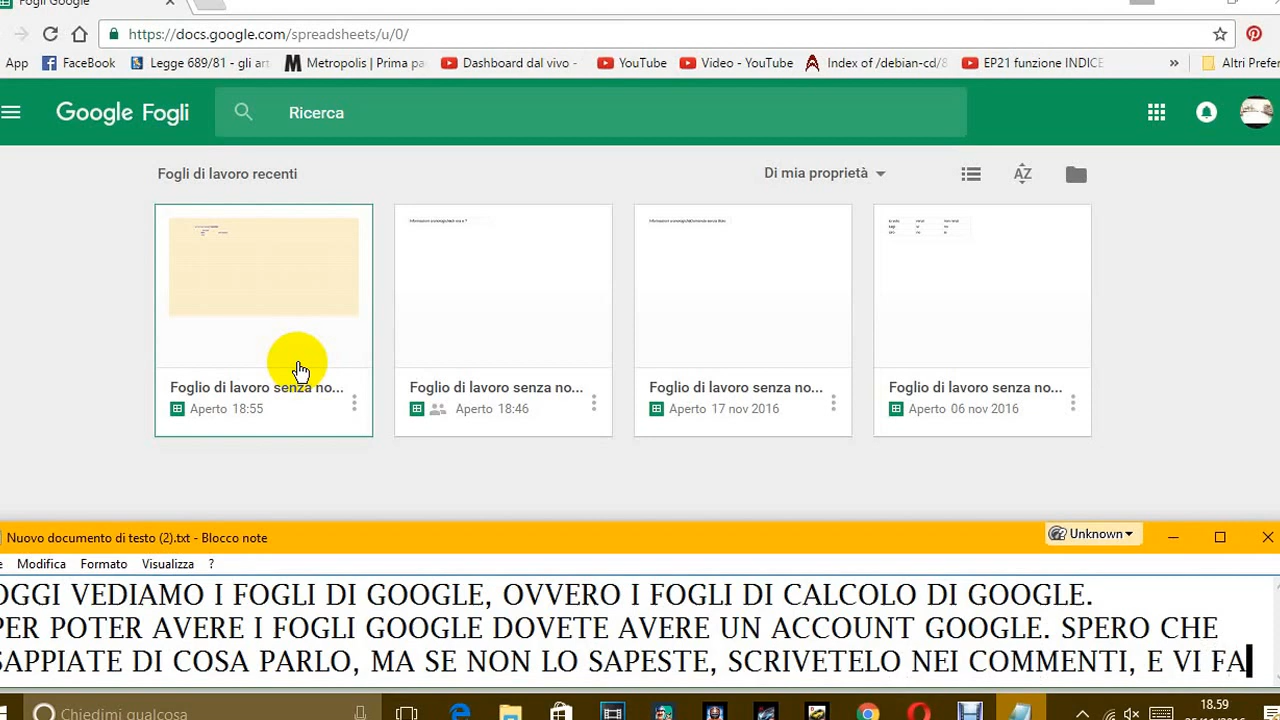 Fogli Google
https://docs.google.com/spreadsheets/u/0/
App FaceBook Legge 689/81 - gli art Metropolis | Prima pa Dashboard dal vivo - YouTube Video - YouTube Index of /debian-cd/8 EP21 funzione INDICE » Altri Prefer
Google Fogli Ricerca
Fogli di lavoro recenti Di mia proprietà AZ
Foglio di lavoro senza no... Foglio di lavoro senza no... Foglio di lavoro senza no... Foglio di lavoro senza no...
Aperto 18:55 Aperto 18:46 Aperto 17 nov 2016 Aperto 06 nov 2016
Nuovo documento di testo (2).txt - Blocco note Unknown
Modifica Formato Visualizza ?
OGGI VEDIAMO I FOGLI DI GOOGLE, OVVERO I FOGLI DI CALCOLO DI GOOGLE.
PER POTER AVERE I FOGLI GOOGLE DOVETE AVERE UN ACCOUNT GOOGLE. SPERO CHE
SAPPIATE DI COSA PARLO, MA SE NON LO SAPESTE, SCRIVETELO NEI COMMENTI, E VI FA
Chiedimi qualcosa 18.59